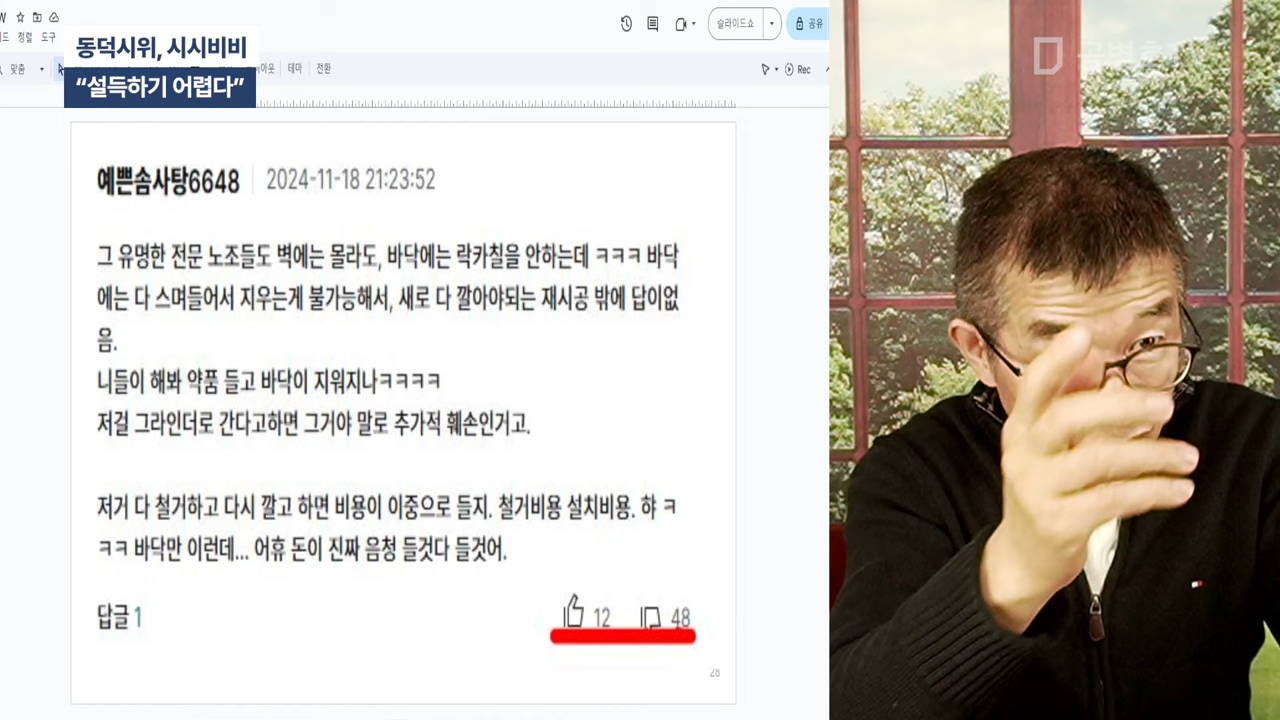 정렬 도구
슬라이드쇼
공유
맞춤
테마
전환
Rec
동덕시위, 시시비비
“설득하기 어렵다”
예쁜솜사탕6648 2024-11-18 21:23:52
그 유명한 전문 노조들도 벽에는 몰라도, 바닥에는 락카칠을 안하는데 ㅋㅋㅋ 바닥
에는 다 스며들어서 지우는게 불가능해서, 새로 다 깔아야되는 재시공 밖에 답이없
음.
니들이 해봐 약품 들고 바닥이 지워지나ㅋㅋㅋㅋ
저걸 그라인더로 간다고하면 그거야 말로 추가적 훼손인거고.
저거 다 철거하고 다시 깔고 하면 비용이 이중으로 들지. 철거비용 설치비용. 햐 ㅋ
ㅋㅋ 바닥만 이런데... 어휴 돈이 진짜 음청 들것다 들것어.
답글 1
12 48
28